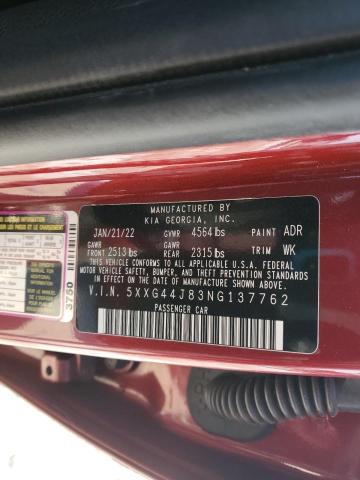 MANUFACTURED BY
KIA GEORGIA, INC.
JAN/21/22 GVWR 4564 lbs PAINT ADR
GAWR GAWR
FRONT 2513 lbs REAR 2315 lbs TRIM WK
THIS VEHICLE CONFORMS TO ALL APPLICABLE U.S.A. FEDERAL
MOTOR VEHICLE SAFETY, BUMPER, AND THEFT PREVENTION STANDARDS
IN EFFECT ON THE DATE OF MANUFACTURE SHOWN ABOVE.
V.I.N. 5XXG44J83NG137762
PASSENGER CAR
3750